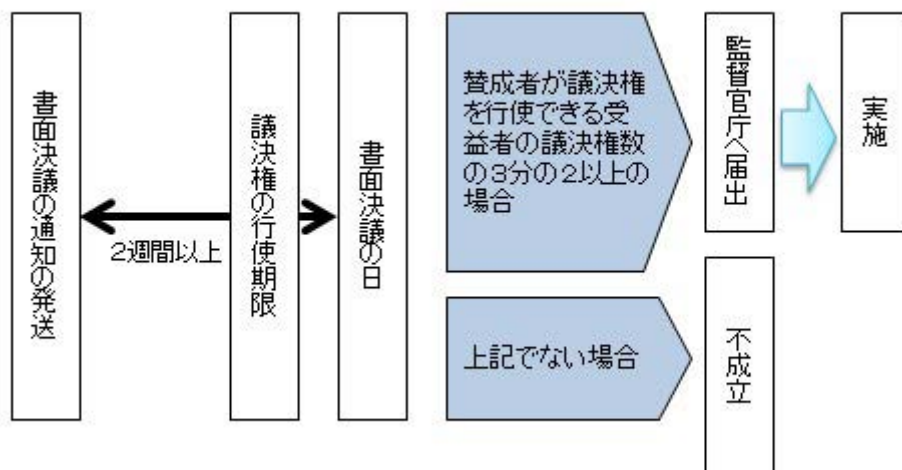 書面決議の通知の発送
2週間以上
議決権の行使期限
書面決議の日
賛成者が議決権
を行使できる受
益者の議決権数
の3分の2以上の
場合
監督官庁へ届出
実施
上記でない場合
不成立